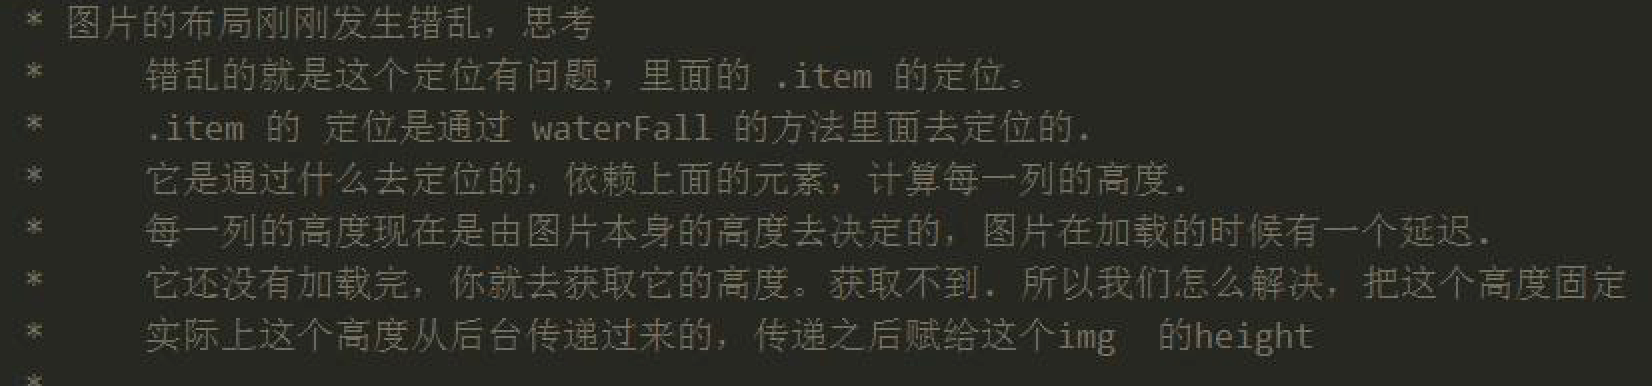 * 图片的布局刚刚发生错乱，思考
* 错乱的就是这个定位有问题，里面的 .item 的定位。
* .item 的 定位是通过 waterFall 的方法里面去定位的.
* 它是通过什么去定位的，依赖上面的元素，计算每一列的高度.
* 每一列的高度现在是由图片本身的高度去决定的，图片在加载的时候有一个延迟.
* 它还没有加载完，你就去获取它的高度。获取不到. 所以我们怎么解决，把这个高度固定
* 实际上这个高度从后台传递过来的，传递之后赋给这个img 的height
*